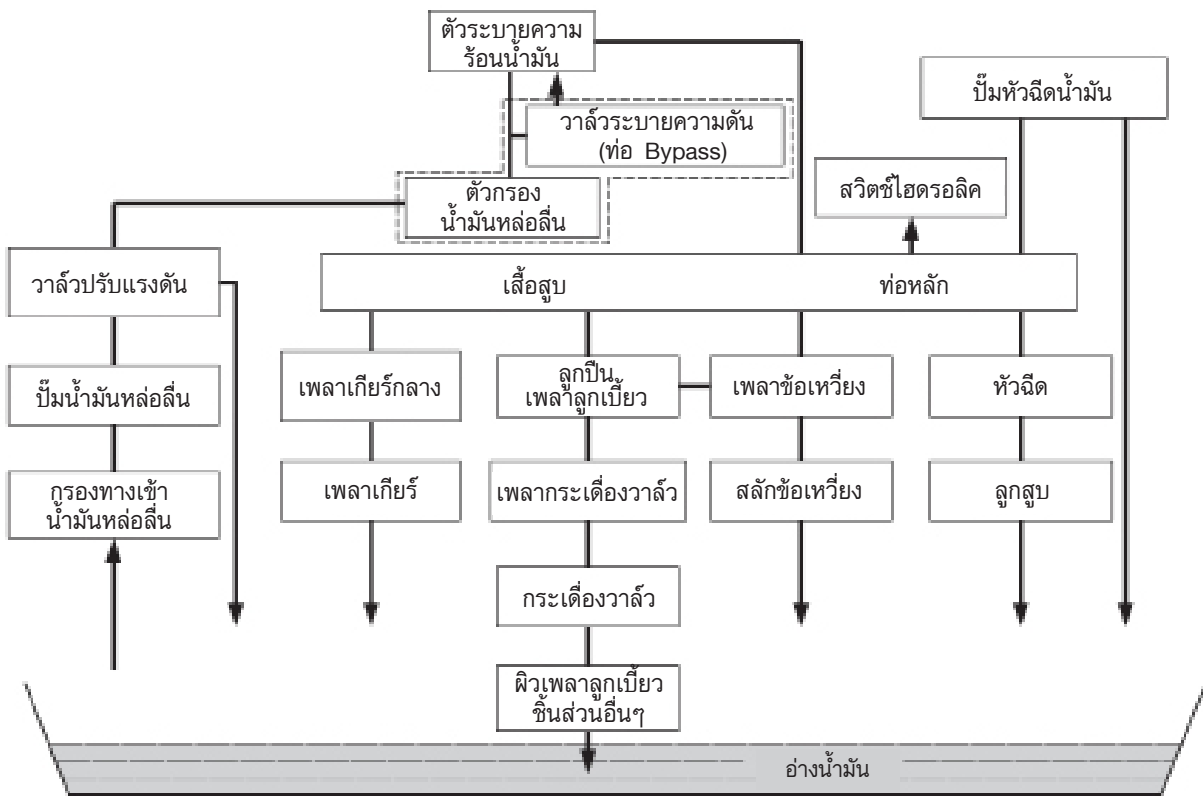 ตัวระบายความ
ร้อนน้ำมัน
ปั๊มหัวฉีดน้ำมัน
วาล์วระบายความดัน
(ท่อ Bypass)
ตัวกรอง
น้ำมันหล่อลื่น
สวิตช์ไฮดรอลิค
วาล์วปรับแรงดัน
เสื้อสูบ
ท่อหลัก
ปั๊มน้ำมันหล่อลื่น
เพลาเกียร์กลาง
ลูกปืน
เพลาลูกเบี้ยว
เพลาข้อเหวี่ยง
หัวฉีด
กรองทางเข้า
น้ำมันหล่อลื่น
เพลาเกียร์
เพลากระเดื่องวาล์ว
สลักข้อเหวี่ยง
ลูกสูบ
กระเดื่องวาล์ว
ผิวเพลาลูกเบี้ยว
ชิ้นส่วนอื่นๆ
อ่างน้ำมัน